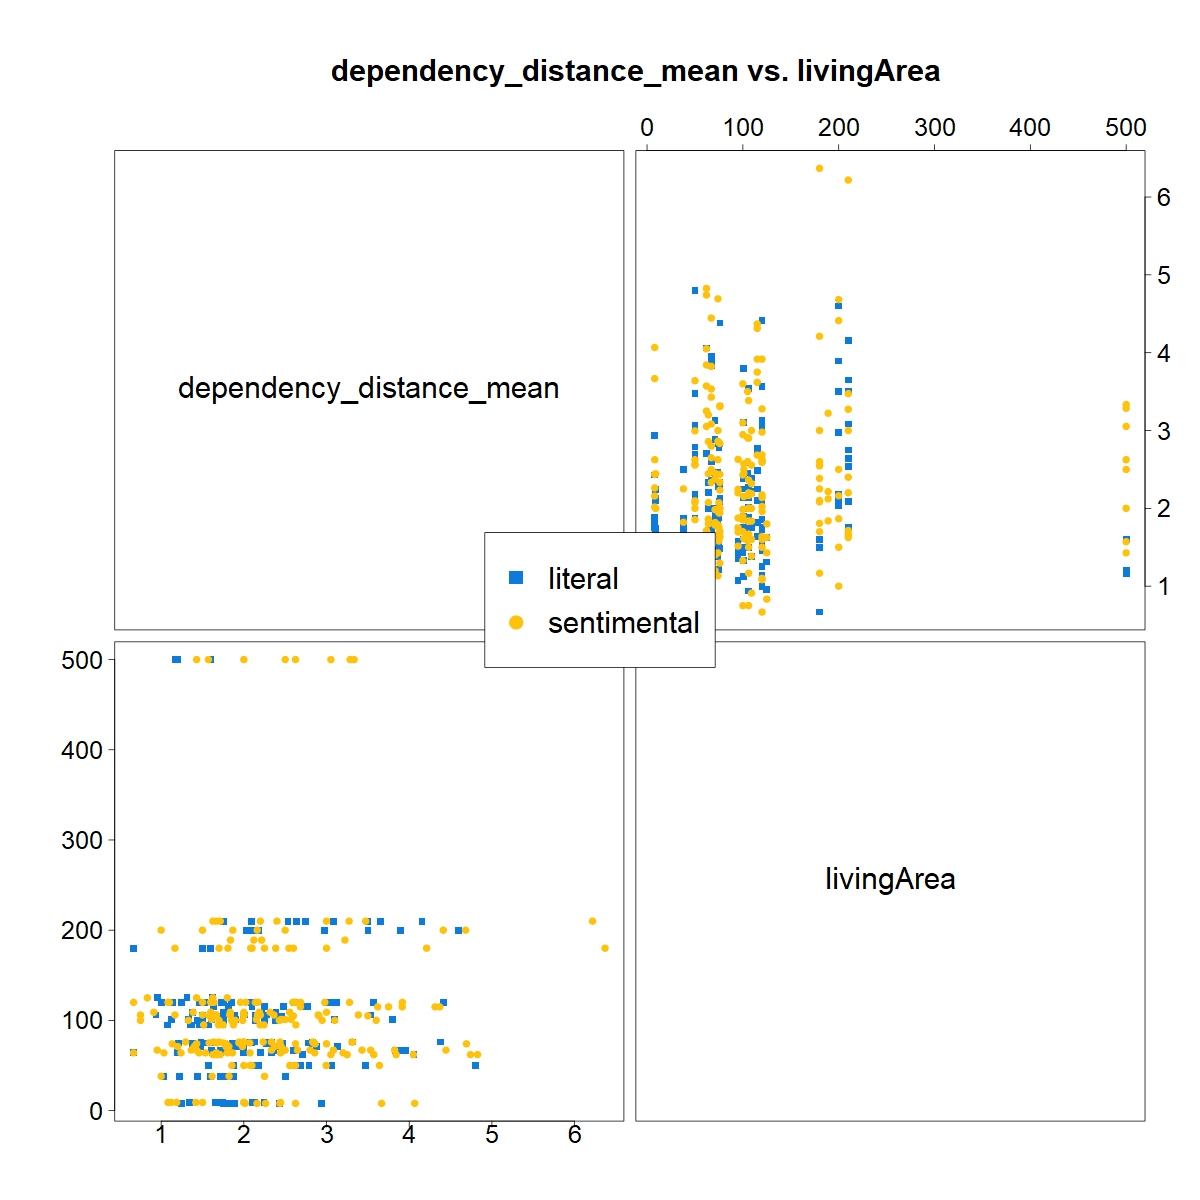 dependency_distance_mean vs. livingArea
0 100 200 300 400 500
6
5
dependency_distance_mean
4
3
2
1
literal
sentimental
500
400
300
livingArea
200
100
0
1 2 3 4 5 6